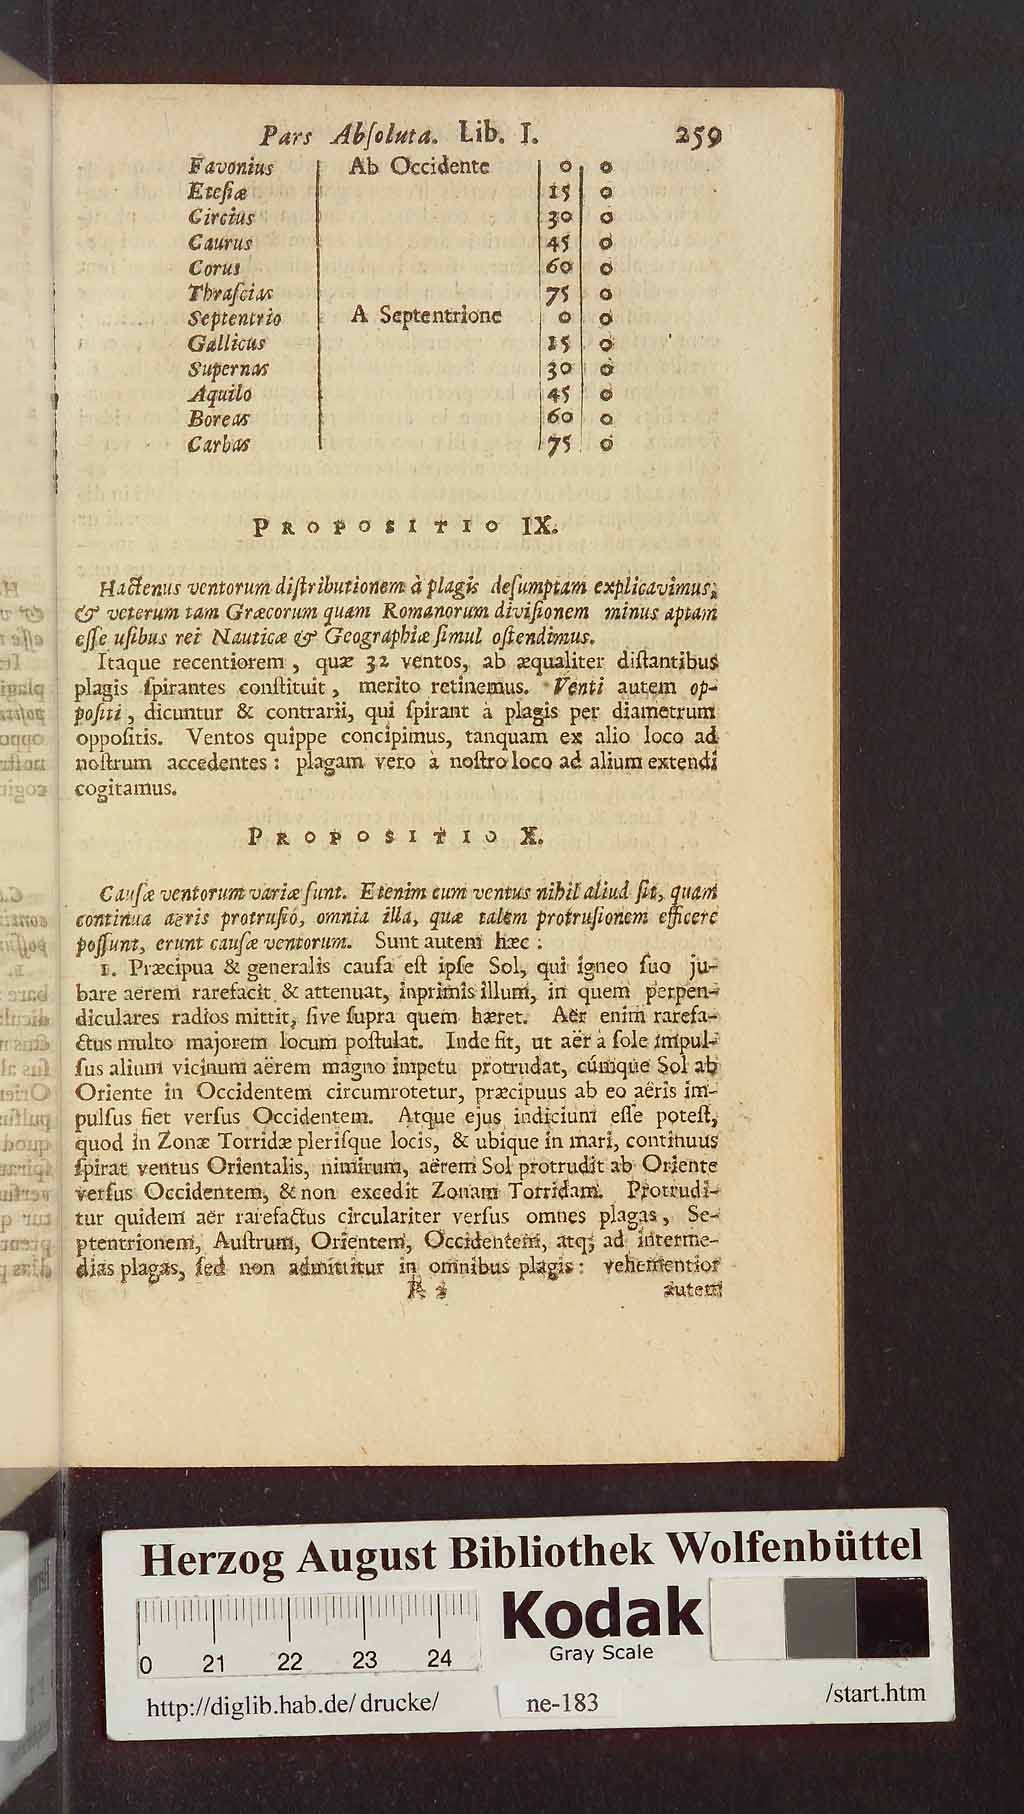 Pars Abſoluta. Lib. I. 259
Favonius Ab Occidente 0 0
Eteſiæ 15 0
Circius 30 0
Caurus 45 0
Corus 60 0
Thraſcias 75 0
Septentrio A Septentrione 0 0
Gallicus 15 0
Supernas 30 0
Aquilo 45 0
Boreas 60 0
Carbas 75 0
PROPOSITIO IX.
Hactenus ventorum diſtributionem à plagis deſumptam explicavimus;
& veterum tam Græcorum quam Romanorum diviſionem minus aptam
eſſe uſibus rei Nauticæ & Geographiæ ſimul oſtendimus.
Itaque recentiorem, quæ 32 ventos, ab æqualiter diſtantibus
plagis ſpirantes conſtituit, merito retinemus. Venti autem op-
poſiti, dicuntur & contrarii, qui ſpirant à plagis per diametrum
oppoſitis. Ventos quippe concipimus, tanquam ex alio loco ad
noſtrum accedentes: plagam vero à noſtro loco ad alium extendi
cogitamus.
PROPOSITIO X.
Cauſæ ventorum variæ ſunt. Etenim cum ventus nihil aliud ſit, quam
continua aëris protruſio, omnia illa, quæ talem protruſionem efficere
poſſunt, erunt cauſæ ventorum. Sunt autem hæc:
1. Præcipua & generalis cauſa eſt ipſe Sol, qui igneo ſuo ju-
bare aërem rarefacit & attenuat, inprimis illum, in quem perpen-
diculares radios mittit, ſive ſupra quem hæret. Aër enim rarefa-
ctus multo majorem locum poſtulat. Inde fit, ut aër à ſole impul-
ſus alium vicinum aërem magno impetu protrudat, cúmque Sol ab
Oriente in Occidentem circumrotetur, præcipuus ab eo aëris im-
pulſus fiet verſus Occidentem. Atque ejus indicium eſſe poteſt,
quod in Zonæ Torridæ pleriſque locis, & ubique in mari, continuus
ſpirat ventus Orientalis, nimirum, aërem Sol protrudit ab Oriente
verſus Occidentem, & non excedit Zonam Torridam. Protrudi-
tur quidem aër rarefactus circulariter verſus omnes plagas, Se-
ptentrionem, Auſtrum, Orientem, Occidentem, atq; ad interme-
dias plagas, ſed non admittitur in omnibus plagis: vehementior
R 2 autem
Herzog August Bibliothek Wolfenbüttel
Kodak
Gray Scale
0 21 22 23 24
http://diglib.hab.de/drucke/ ne-183 /start.htm